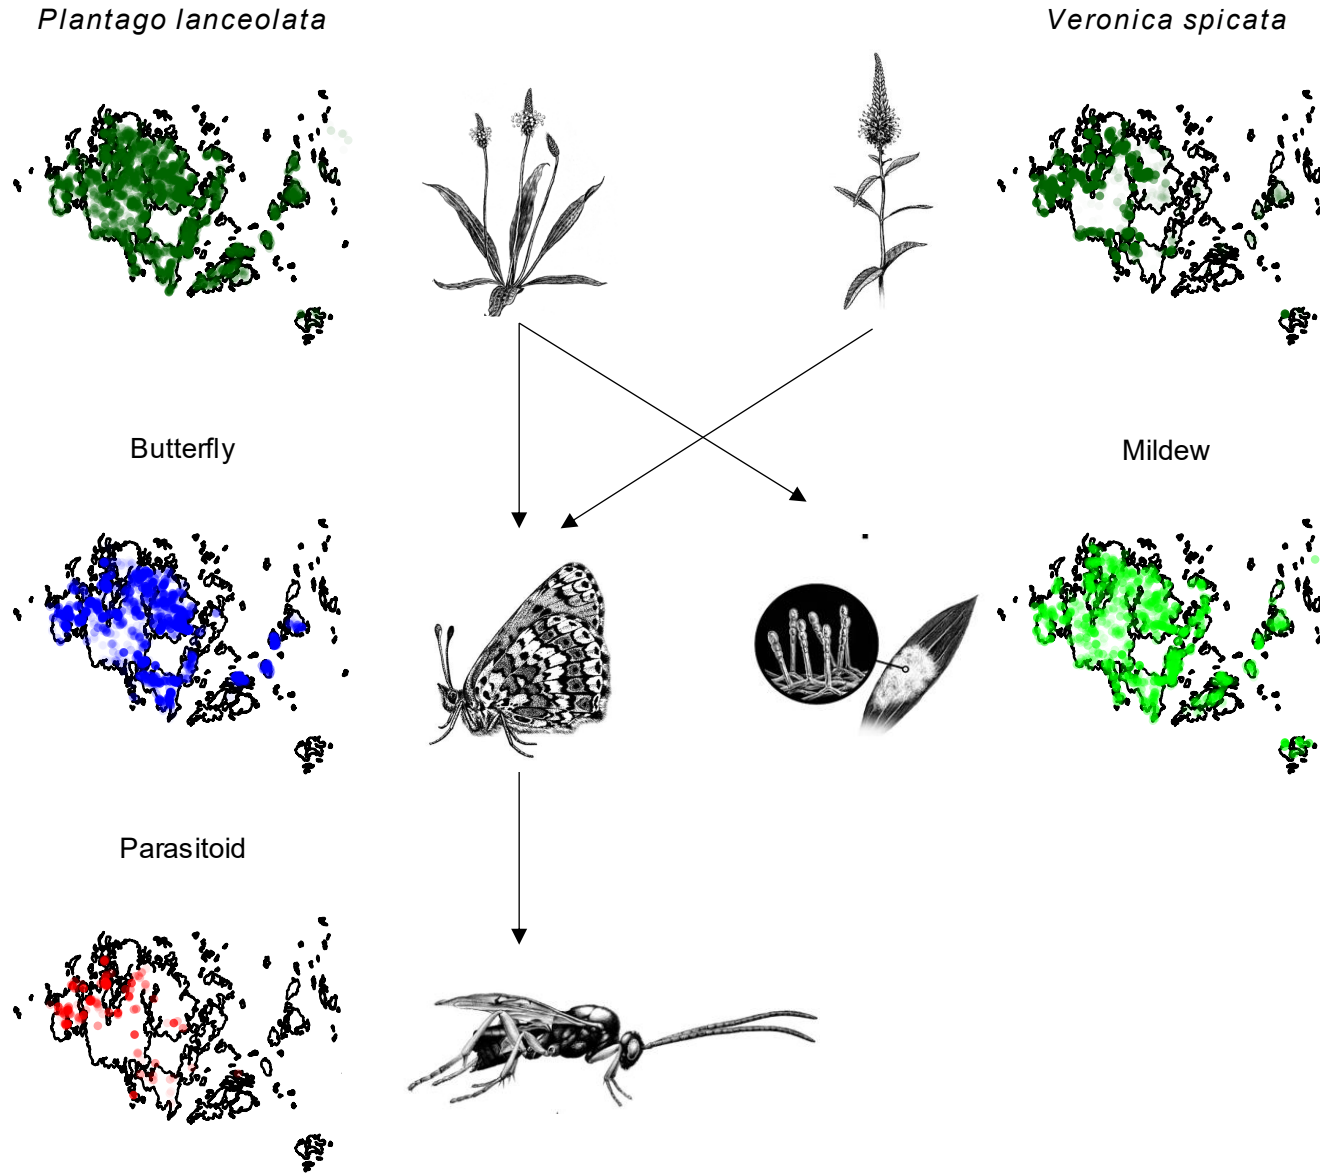 Plantago lanceolata
Veronica spicata
Butterfly
Mildew
Parasitoid